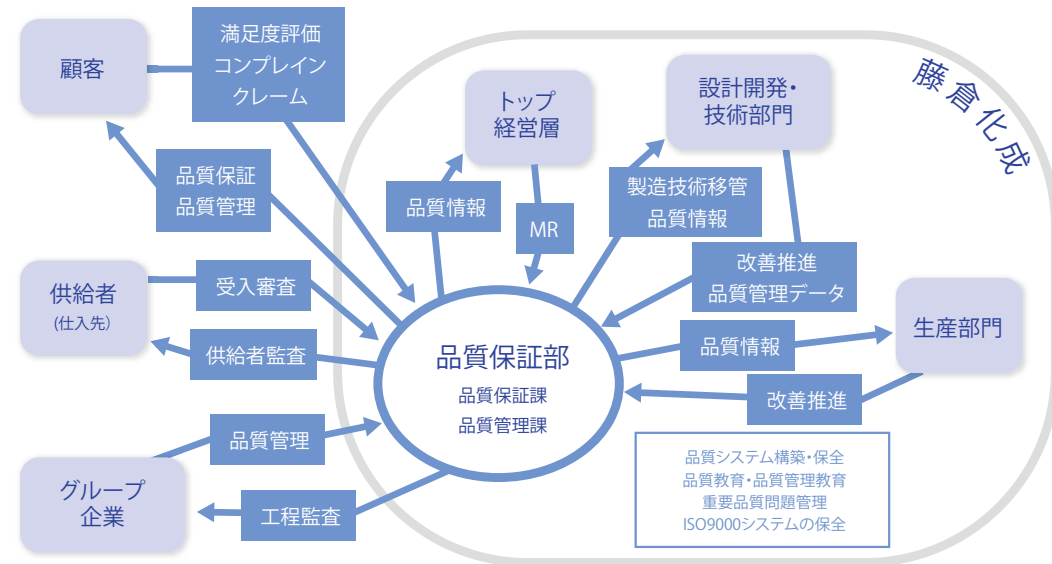 顧客
満足度評価
コンプレイン
クレーム
トップ
経営層
設計開発・
技術部門
藤倉化成
品質保証
品質管理
品質情報
MR
製造技術移管
品質情報
改善推進
品質管理データ
供給者
(仕入先)
受入審査
供給者監査
品質保証部
品質保証課
品質管理課
品質情報
生産部門
改善推進
グループ
企業
品質管理
工程監査
品質システム構築・保全
品質教育・品質管理教育
重要品質問題管理
ISO9000システムの保全